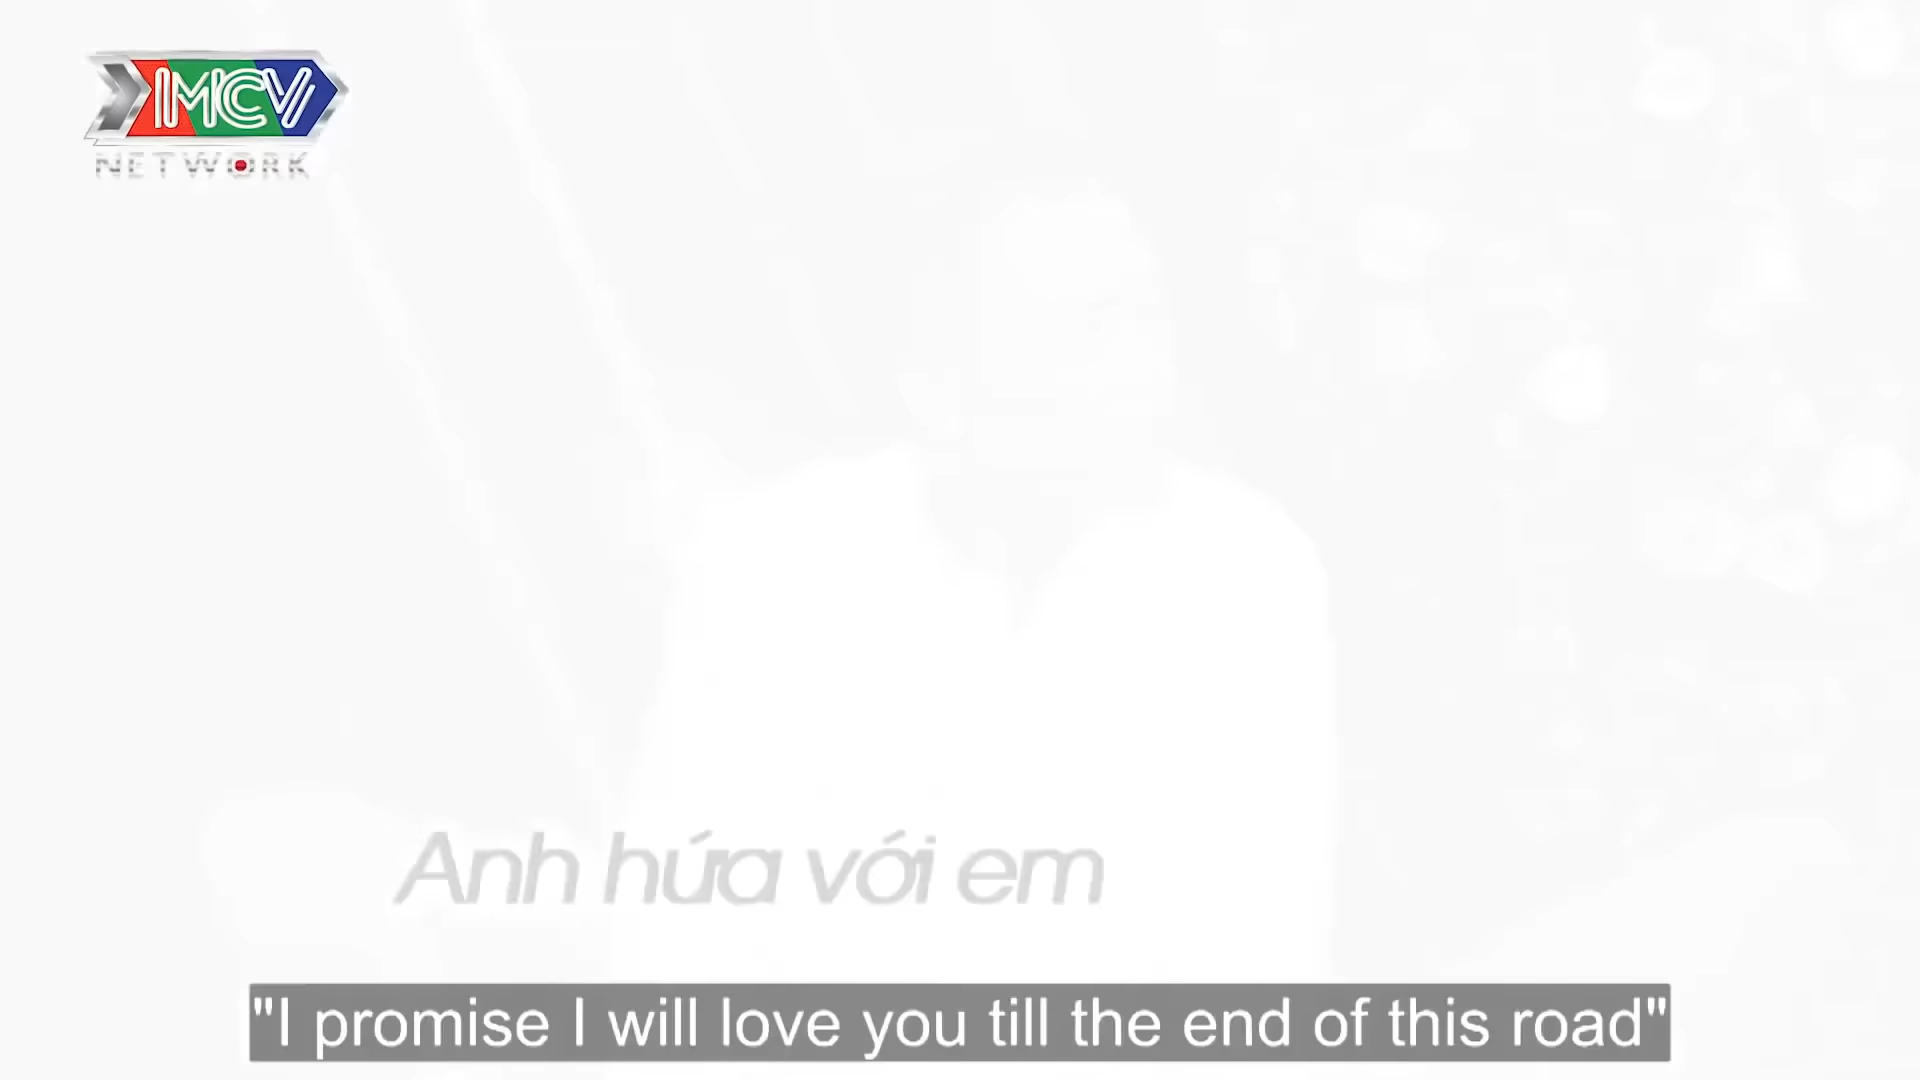 MCV
NETWORK
Anh hứa với em
"I promise I will love you till the end of this road"